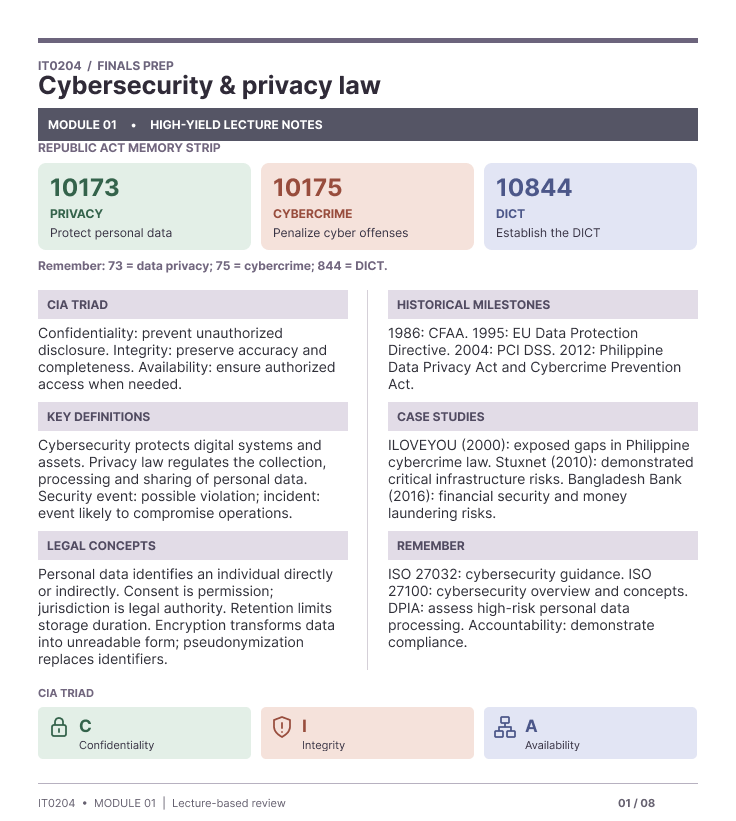 IT0204 / FINALS PREP
Cybersecurity & privacy law
MODULE 01 • HIGH-YIELD LECTURE NOTES
REPUBLIC ACT MEMORY STRIP
10173
PRIVACY
Protect personal data
10175
CYBERCRIME
Penalize cyber offenses
10844
DICT
Establish the DICT
Remember: 73 = data privacy; 75 = cybercrime; 844 = DICT.
CIA TRIAD
Confidentiality: prevent unauthorized
disclosure. Integrity: preserve accuracy and
completeness. Availability: ensure authorized
access when needed.
KEY DEFINITIONS
Cybersecurity protects digital systems and
assets. Privacy law regulates the collection,
processing and sharing of personal data.
Security event: possible violation; incident:
event likely to compromise operations.
LEGAL CONCEPTS
Personal data identifies an individual directly
or indirectly. Consent is permission;
jurisdiction is legal authority. Retention limits
storage duration. Encryption transforms data
into unreadable form; pseudonymization
replaces identifiers.
HISTORICAL MILESTONES
1986: CFAA. 1995: EU Data Protection
Directive. 2004: PCI DSS. 2012: Philippine
Data Privacy Act and Cybercrime Prevention
Act.
CASE STUDIES
ILOVEYOU (2000): exposed gaps in Philippine
cybercrime law. Stuxnet (2010): demonstrated
critical infrastructure risks. Bangladesh Bank
(2016): financial security and money
laundering risks.
REMEMBER
ISO 27032: cybersecurity guidance. ISO
27100: cybersecurity overview and concepts.
DPIA: assess high-risk personal data
processing. Accountability: demonstrate
compliance.
CIA TRIAD
C
Confidentiality
I
Integrity
A
Availability
IT0204 • MODULE 01 | Lecture-based review
01 / 08